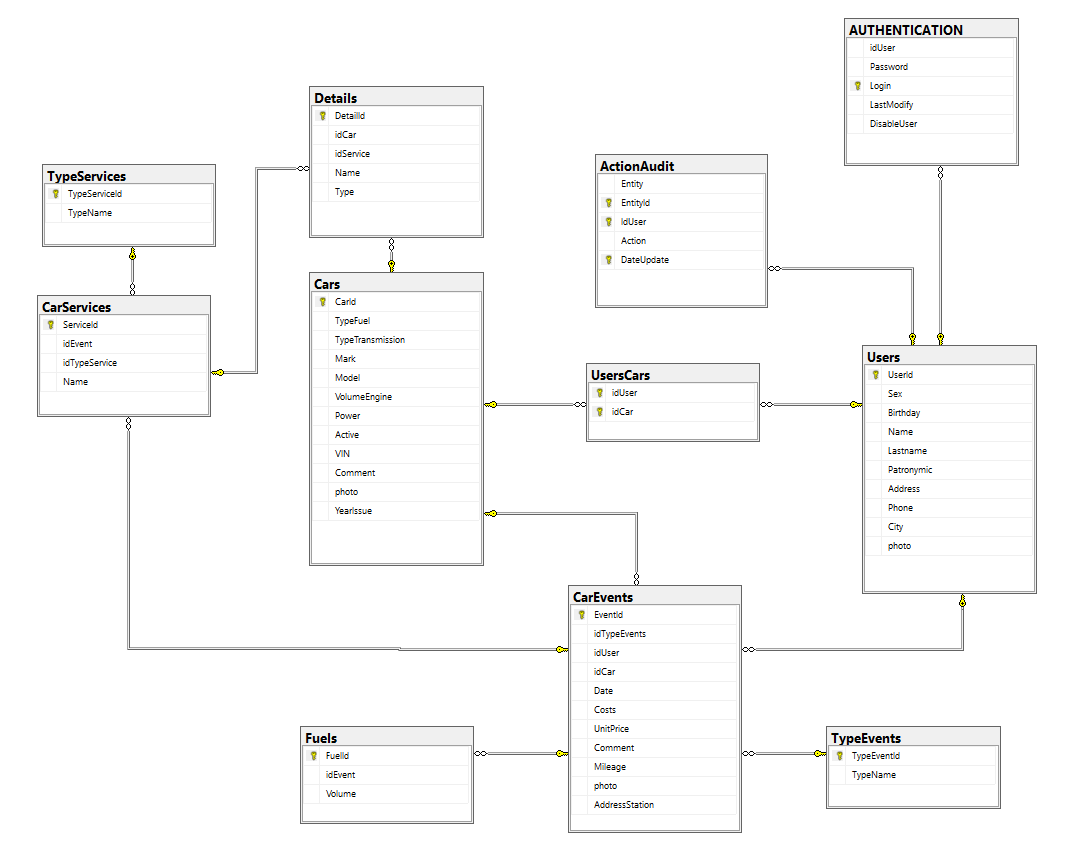 AUTHENTICATION
idUser
Password
Login
LastModify
DisableUser
Details
DetailId
idCar
idService
Name
Type
ActionAudit
Entity
EntityId
IdUser
Action
DateUpdate
TypeServices
TypeServiceId
TypeName
Cars
CarId
TypeFuel
TypeTransmission
Mark
Model
VolumeEngine
Power
Active
VIN
Comment
photo
YearIssue
CarServices
ServiceId
idEvent
idTypeService
Name
UsersCars
idUser
idCar
Users
UserId
Sex
Birthday
Name
Lastname
Patronymic
Address
Phone
City
photo
CarEvents
EventId
idTypeEvents
idUser
idCar
Date
Costs
UnitPrice
Comment
Mileage
photo
AddressStation
Fuels
FuelId
idEvent
Volume
TypeEvents
TypeEventId
TypeName